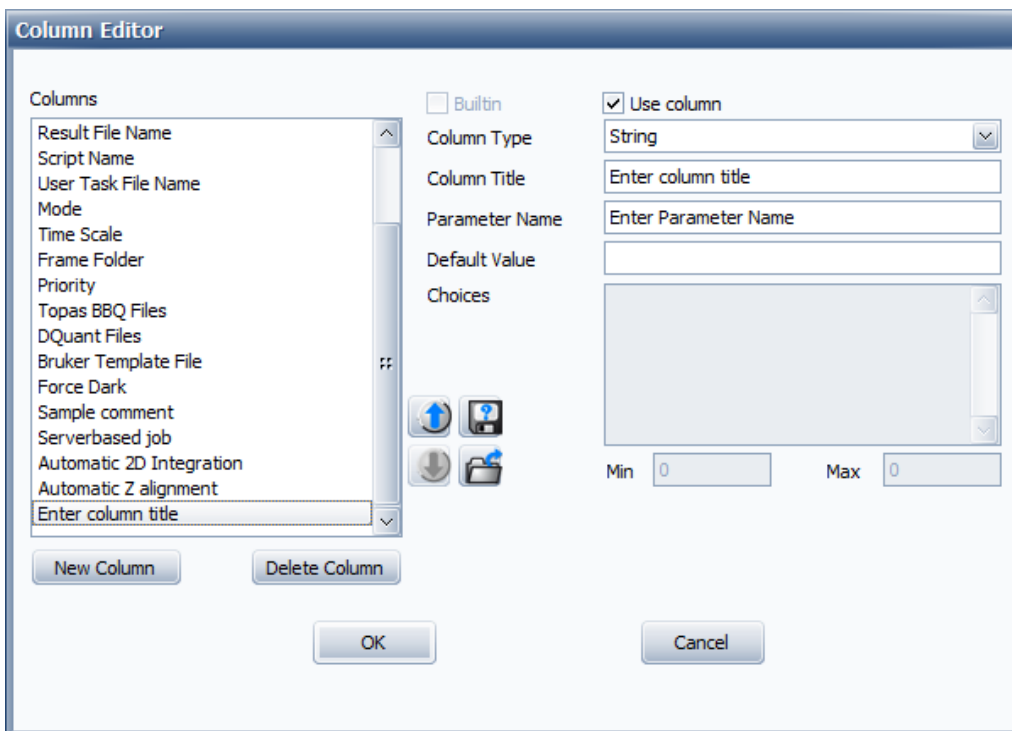 Column Editor
Columns
Builtin
Use column
Result File Name
Script Name
User Task File Name
Mode
Time Scale
Frame Folder
Priority
Topas BBQ Files
DQuant Files
Bruker Template File
Force Dark
Sample comment
Serverbased job
Automatic 2D Integration
Automatic Z alignment
Enter column title
Column Type
String
Column Title
Enter column title
Parameter Name
Enter Parameter Name
Default Value
Choices
Min
0
Max
0
New Column
Delete Column
OK
Cancel